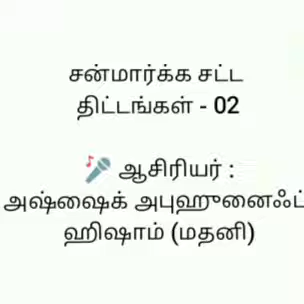 சன்மார்க்க சட்ட
திட்டங்கள் - 02
🎤 ஆசிரியர் :
அஷ்ஷைக் அபுஹுனைஃப்
ஹிஷாம் (மதனி)